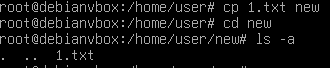 root@debianvbox:/home/user# cp 1.txt new
root@debianvbox:/home/user# cd new
root@debianvbox:/home/user/new# ls -a
.  ..  1.txt